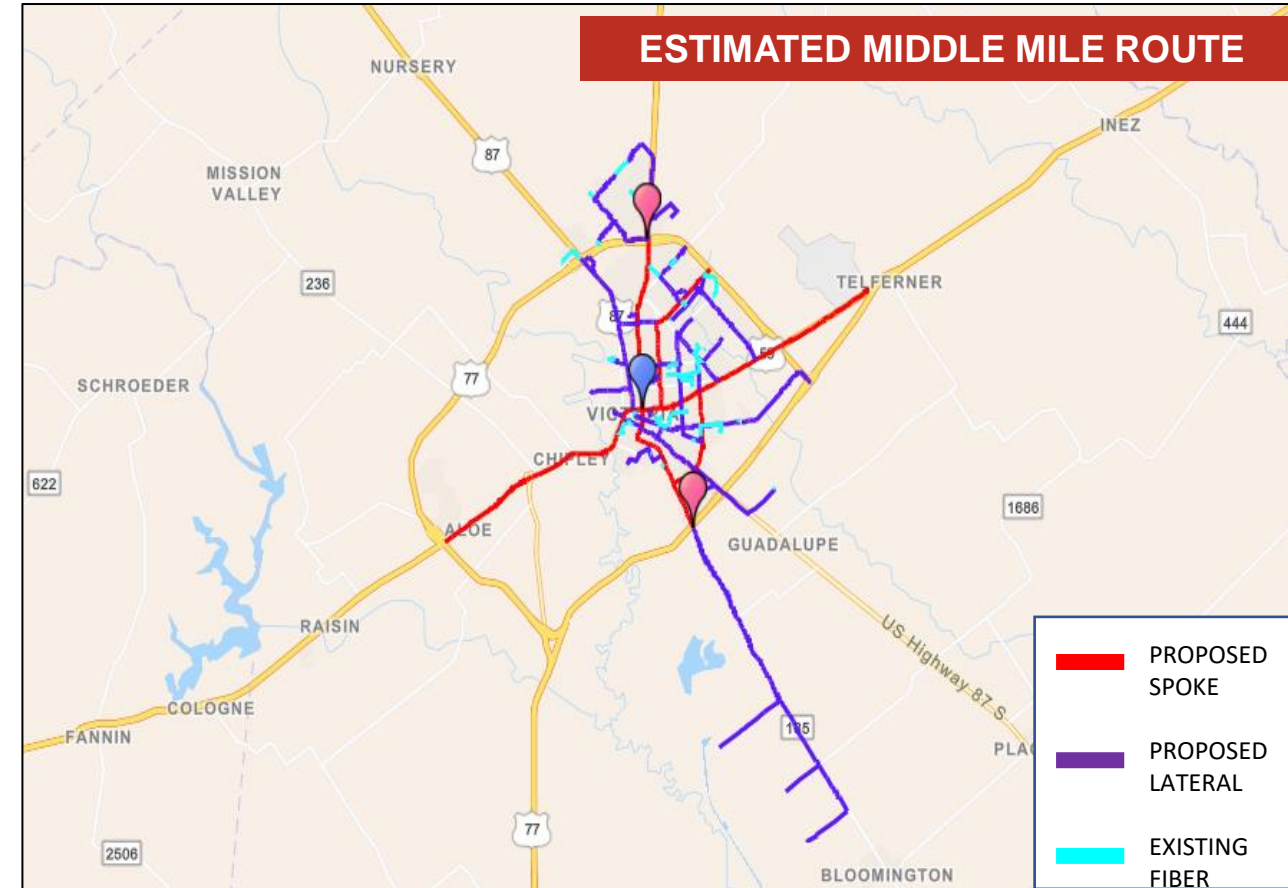 ESTIMATED MIDDLE MILE ROUTE
NURSERY
INEZ
87
MISSION
VALLEY
236
TELFERNER
87
444
59
SCHROEDER
77
CHIPLEY
622
1686
ALOE
GUADALUPE
RAISIN
US Highway 87 S
COLOGNE
FANNIN
185
77
2506
BLOOMINGTON
PROPOSED
SPOKE
PROPOSED
LATERAL
EXISTING
FIBER